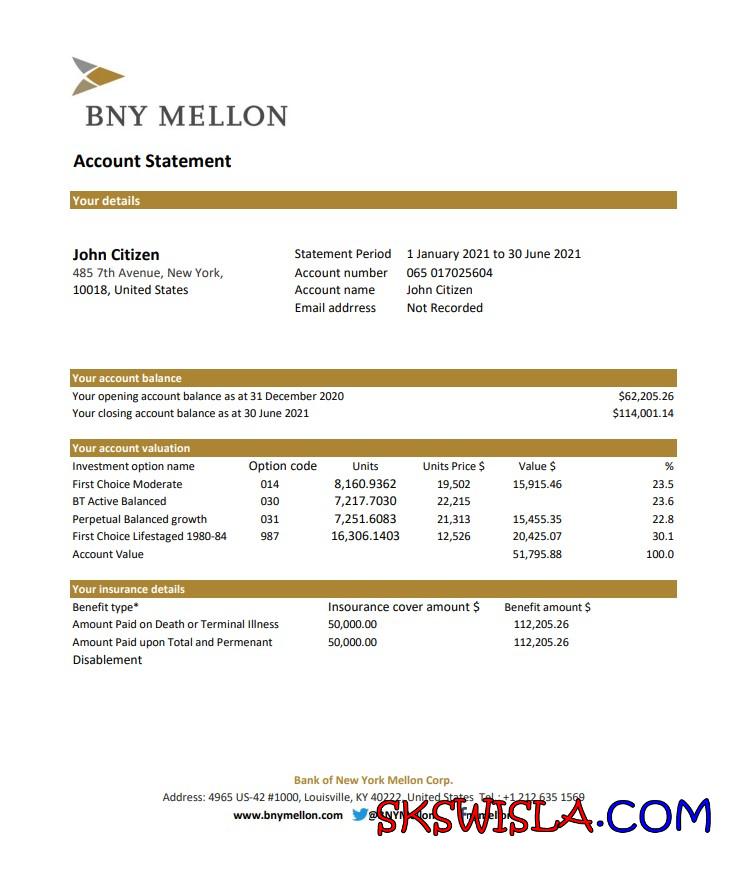 BNY MELLON
Account Statement
Your details
John Citizen
485 7th Avenue, New York,
10018, United States
Statement Period 1 January 2021 to 30 June 2021
Account number 065 017025604
Account name John Citizen
Email addrress Not Recorded
Your account balance
Your opening account balance as at 31 December 2020 $62,205.26
Your closing account balance as at 30 June 2021 $114,001.14
Your account valuation
Investment option name Option code Units Units Price $ Value $ %
First Choice Moderate 014 8,160.9362 19,502 15,915.46 23.5
BT Active Balanced 030 7,217.7030 22,215 23.6
Perpetual Balanced growth 031 7,251.6083 21,313 15,455.35 22.8
First Choice Lifestaged 1980-84 987 16,306.1403 12,526 20,425.07 30.1
Account Value 51,795.88 100.0
Your insurance details
Benefit type* Insourance cover amount $ Benefit amount $
Amount Paid on Death or Terminal Illness 50,000.00 112,205.26
Amount Paid upon Total and Permenant 50,000.00 112,205.26
Disablement
Bank of New York Mellon Corp.
Address: 4965 US-42 #1000, Louisville, KY 40222, United States Tel.: +1 212 635 1569
www.bnymellon.com
SKSWISLA.COM